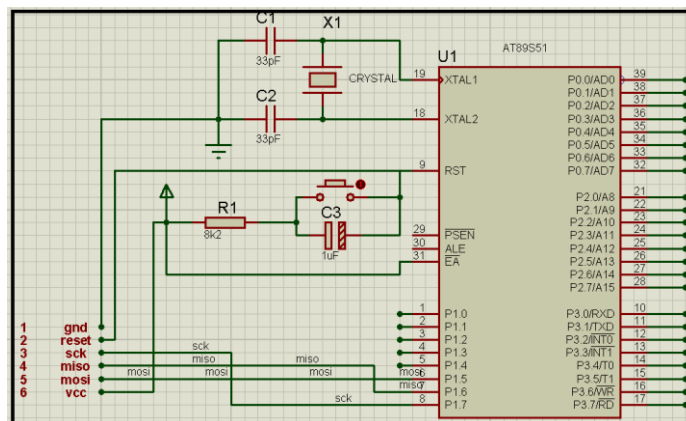 C1
33pF
X1
CRYSTAL
C2
33pF
R1
8k2
C3
1uF
U1
AT89S51
19 XTAL1
18 XTAL2
9 RST
29 PSEN
30 ALE
31 EA
1 P1.0
2 P1.1
3 P1.2
4 P1.3
5 P1.4
6 P1.5
7 P1.6
8 P1.7
P0.0/AD0 39
P0.1/AD1 38
P0.2/AD2 37
P0.3/AD3 36
P0.4/AD4 35
P0.5/AD5 34
P0.6/AD6 33
P0.7/AD7 32
P2.0/A8 21
P2.1/A9 22
P2.2/A10 23
P2.3/A11 24
P2.4/A12 25
P2.5/A13 26
P2.6/A14 27
P2.7/A15 28
P3.0/RXD 10
P3.1/TXD 11
P3.2/INT0 12
P3.3/INT1 13
P3.4/T0 14
P3.5/T1 15
P3.6/WR 16
P3.7/RD 17
1 gnd
2 reset
3 sck
4 miso
5 mosi
6 vcc
sck
miso miso
mosi mosi mosi mosi
miso
sck